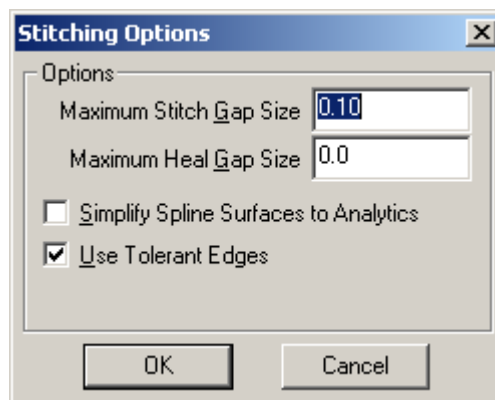 Stitching Options
Options
Maximum Stitch Gap Size 0.10
Maximum Heal Gap Size 0.0
Simplify Spline Surfaces to Analytics
Use Tolerant Edges
OK Cancel